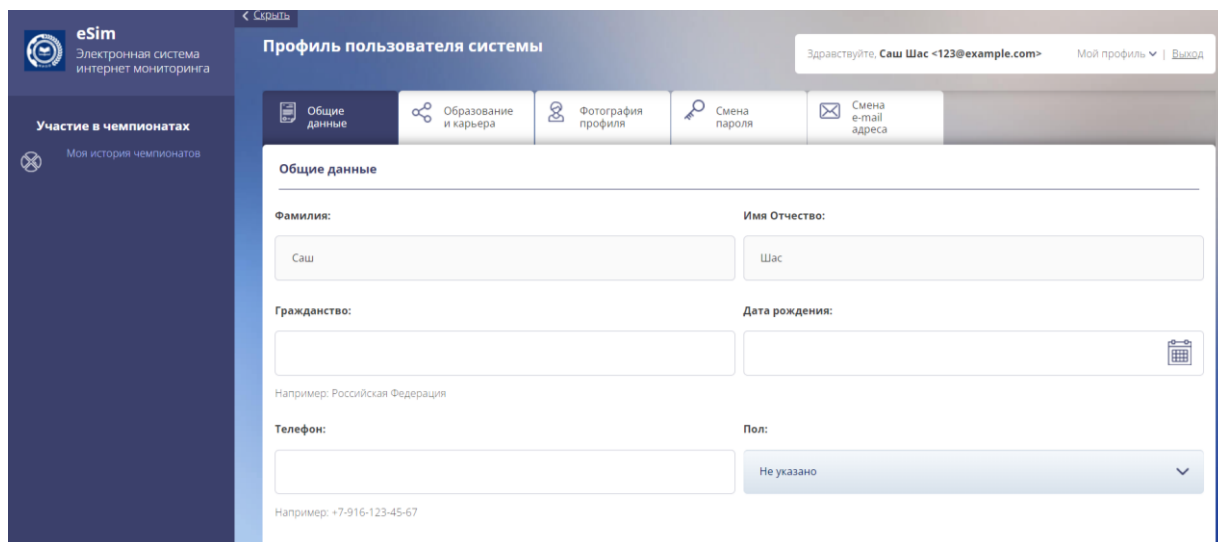 Скрыть
eSim
Электронная система
интернет мониторинга
Профиль пользователя системы
Здравствуйте, Саш Шас <123@example.com>
Мой профиль | Выход
Участие в чемпионатах
Моя история чемпионатов
Общие
данные
Образование
и карьера
Фотография
профиля
Смена
пароля
Смена
e-mail
адреса
Общие данные
Фамилия:
Имя Отчество:
Саш
Шас
Гражданство:
Дата рождения:
Например: Российская Федерация
Телефон:
Пол:
Не указано
Например: +7-916-123-45-67